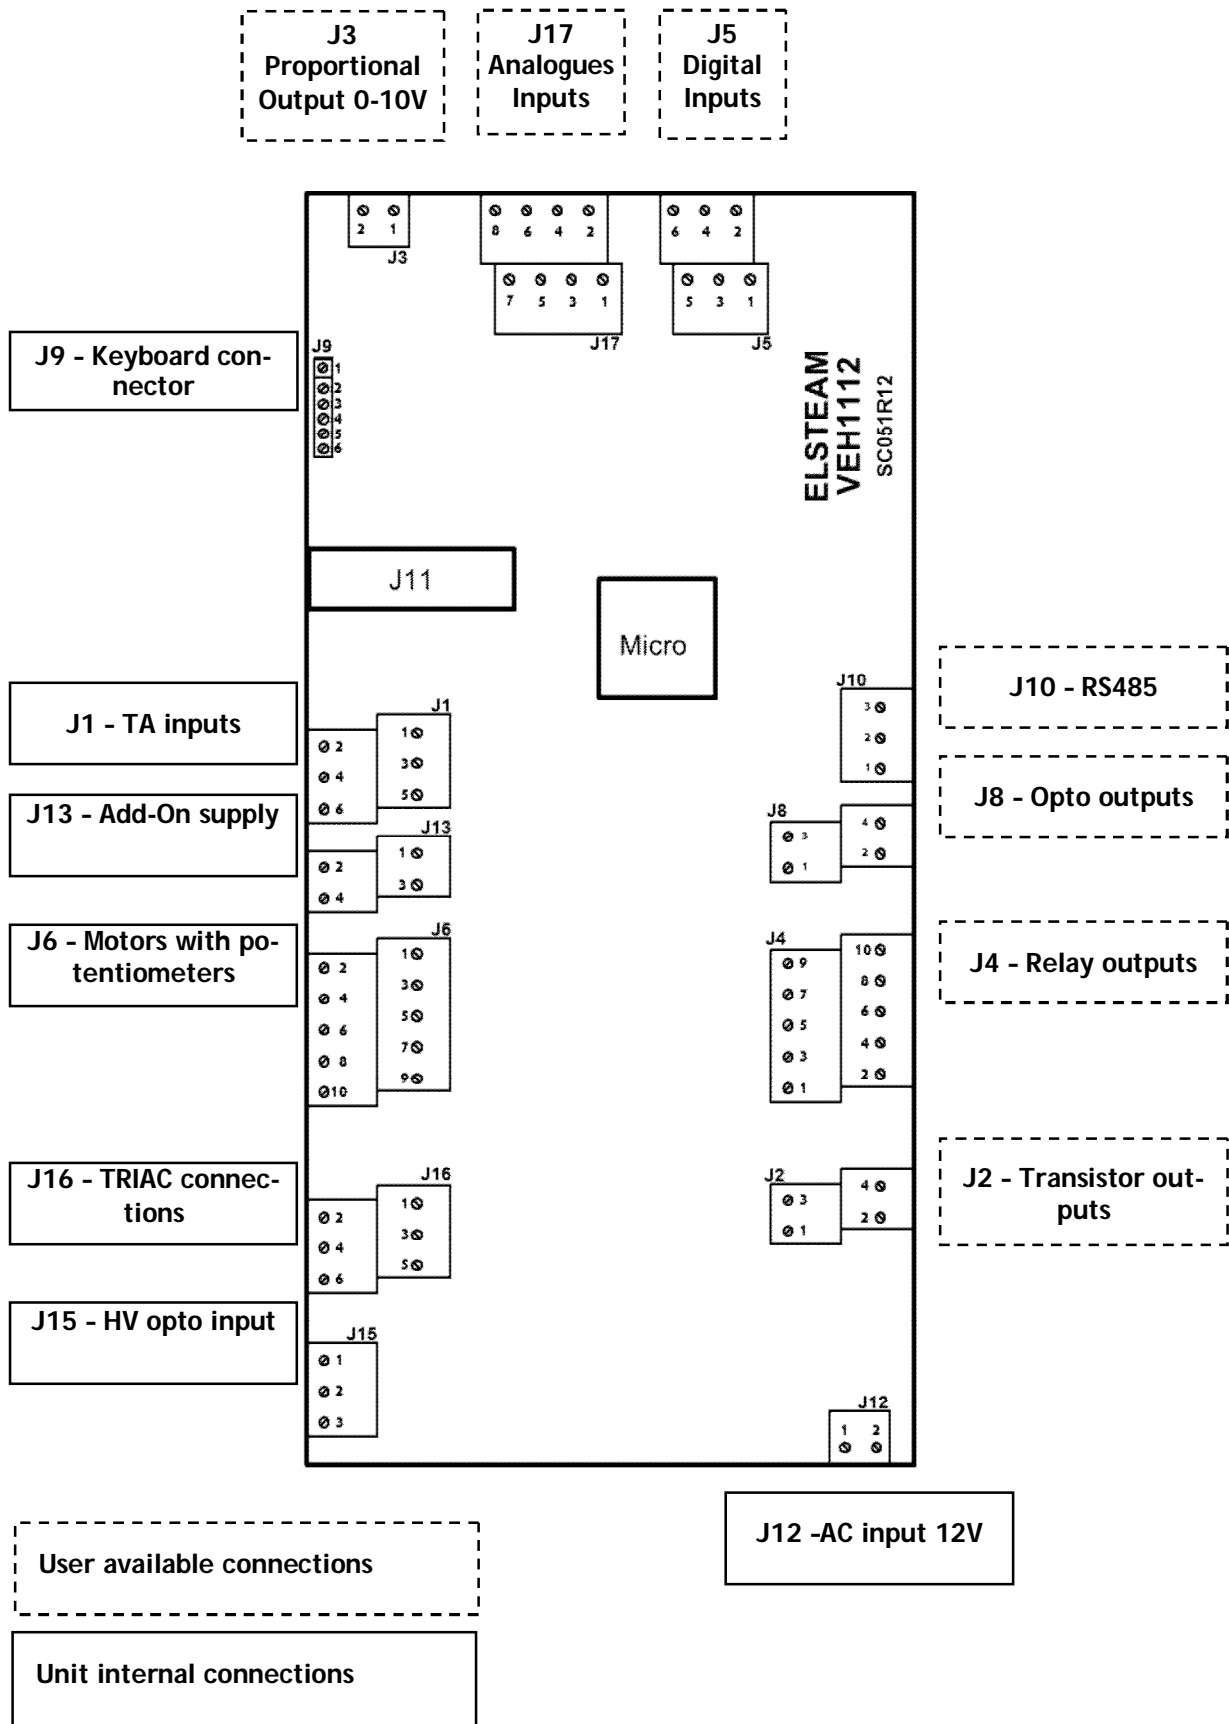 J3
Proportional
Output 0-10V
J17
Analogues
Inputs
J5
Digital
Inputs
2 1
J3
8 6 4 2
7 5 3 1
J17
6 4 2
5 3 1
J5
J9 - Keyboard con-
nector
J9
1
2
3
4
5
6
ELSTEAM
VEH1112
SC051R12
J11
Micro
J1 - TA inputs
J1
1
3
5
2
4
6
J13 - Add-On supply
J13
1
3
2
4
J6 - Motors with po-
tentiometers
J6
1
3
5
7
9
2
4
6
8
10
J16 - TRIAC connec-
tions
J16
1
3
5
2
4
6
J15 - HV opto input
J15
1
2
3
J10
3
2
1
J10 - RS485
J8
3
1
4
2
J8 - Opto outputs
J4
9
7
5
3
1
10
8
6
4
2
J4 - Relay outputs
J2
3
1
4
2
J2 - Transistor out-
puts
J12
1 2
J12 -AC input 12V
User available connections
Unit internal connections